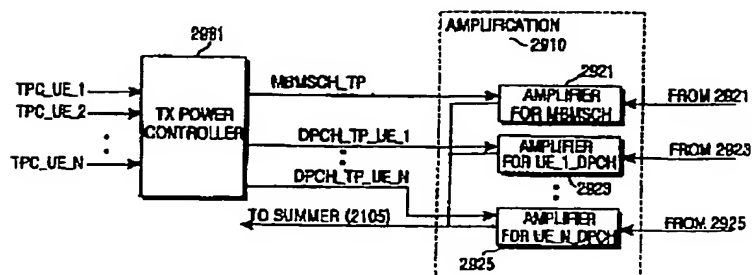 2931
AMPLIFICATION
2910
TPC_UE_1
TPC_UE_2
TPC_UE_N
TX POWER
CONTROLLER
MBMSCH_TP
DPCH_TP_UE_1
DPCH_TP_UE_N
TO SUMMER (2105)
2921
AMPLIFIER
FOR MBMSCH
FROM 2821
AMPLIFIER
FOR UE_1_DPCH
FROM 2823
2923
AMPLIFIER
FOR UE_N_DPCH
FROM 2825
2925